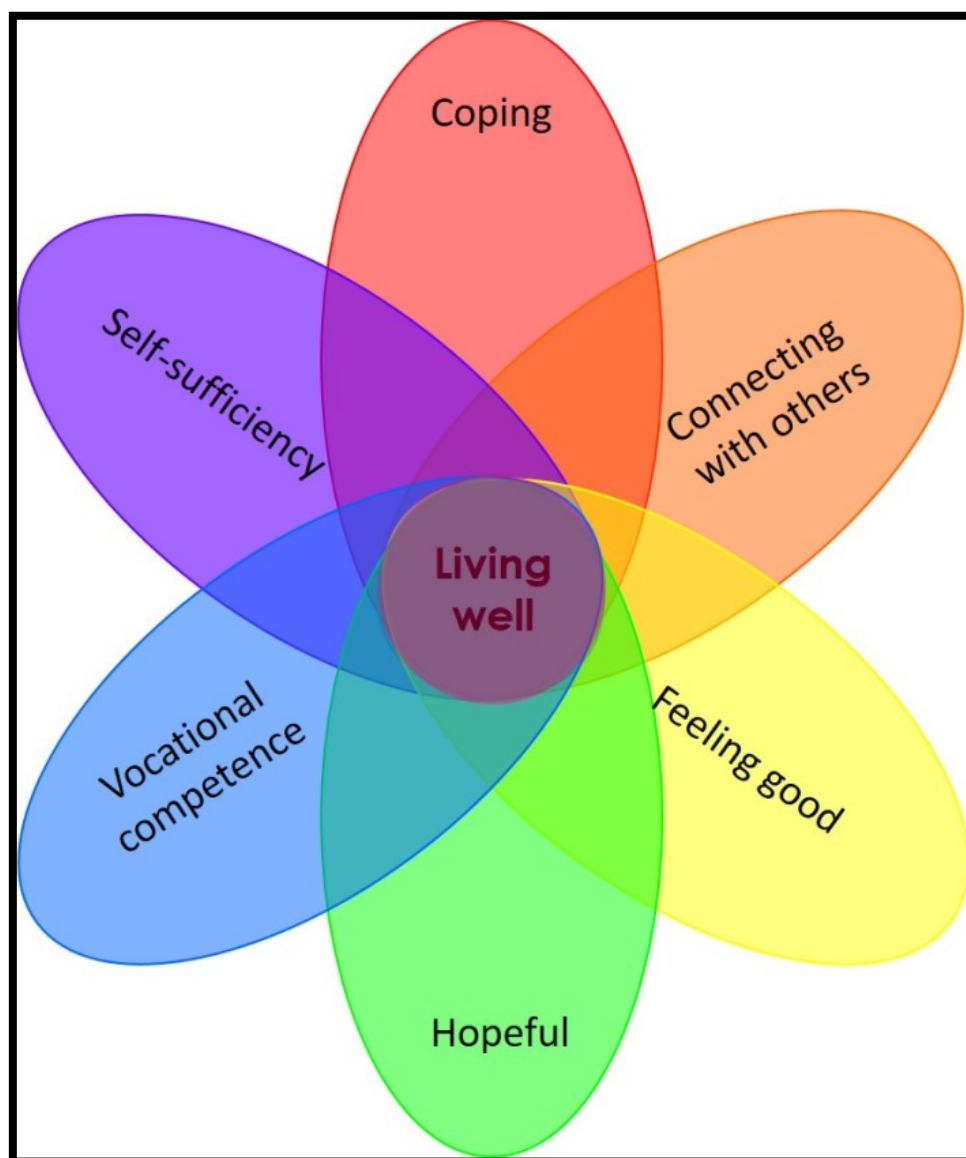 Coping
Connecting
with others
Feeling good
Hopeful
Vocational
competence
Self-sufficiency
Living
well